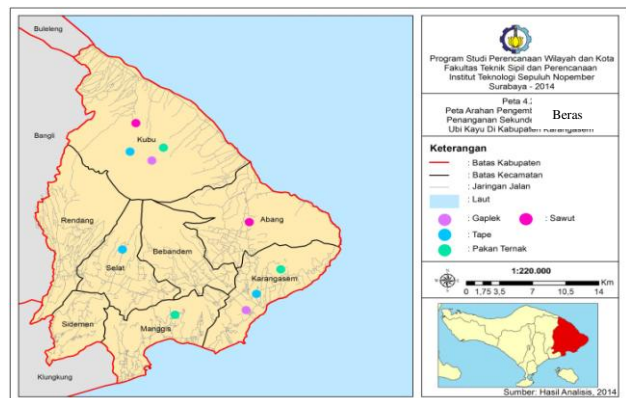 Buleleng
Bangli
Kubu
Rendang
Abang
Selat
Bebandem
Karangasem
Sidemen
Manggis
Klungkung
Program Studi Perencanaan Wilayah dan Kota
Fakultas Teknik Sipil dan Perencanaan
Institut Teknologi Sepuluh Nopember
Surabaya - 2014
Peta 4.
Peta Arahan Pengemb
Penanganan Sekund
Beras
Ubi Kayu Di Kabupaten Karangasem
Keterangan
: Batas Kabupaten
: Batas Kecamatan
: Jaringan Jalan
: Laut
: Gaplek
: Sawut
: Tape
: Pakan Ternak
1:220.000
0 1,75 3,5 7 10,5 14
Km
Sumber: Hasil Analisis, 2014